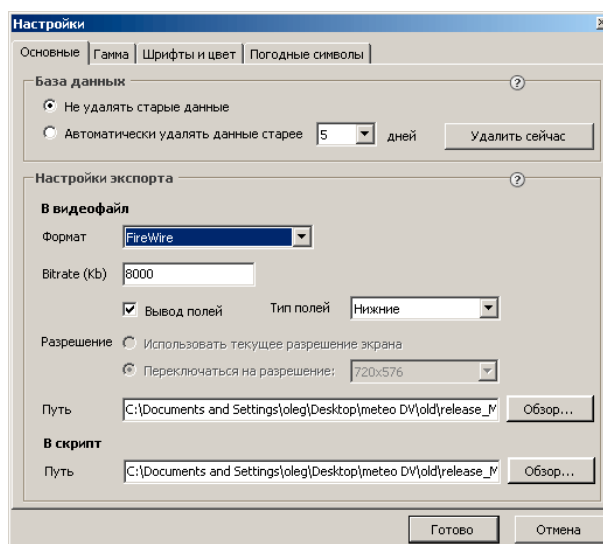 Настройки
Основные Гамма Шрифты и цвет Погодные символы
База данных ?
Не удалять старые данные
Автоматически удалять данные старее 5 дней Удалить сейчас
Настройки экспорта ?
В видеофайл
Формат FireWire
Bitrate (Kb) 8000
Вывод полей Тип полей Нижние
Разрешение Использовать текущее разрешение экрана
Переключаться на разрешение: 720x576
Путь C:\Documents and Settings\oleg\Desktop\meteo DV\old\release_M Обзор...
В скрипт
Путь C:\Documents and Settings\oleg\Desktop\meteo DV\old\release_M Обзор...
Готово Отмена